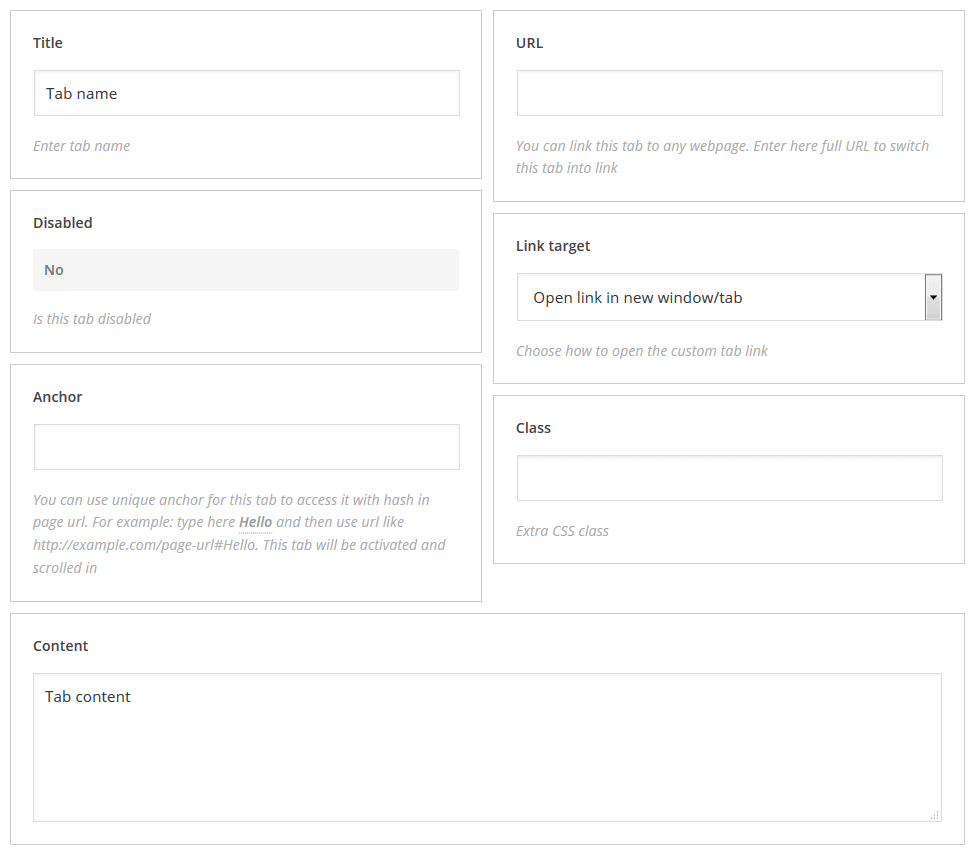 Title
Tab name
Enter tab name
Disabled
No
Is this tab disabled
Anchor
You can use unique anchor for this tab to access it with hash in
page url. For example: type here Hello and then use url like
http://example.com/page-url#Hello. This tab will be activated and
scrolled in
URL
You can link this tab to any webpage. Enter here full URL to switch
this tab into link
Link target
Open link in new window/tab
Choose how to open the custom tab link
Class
Extra CSS class
Content
Tab content